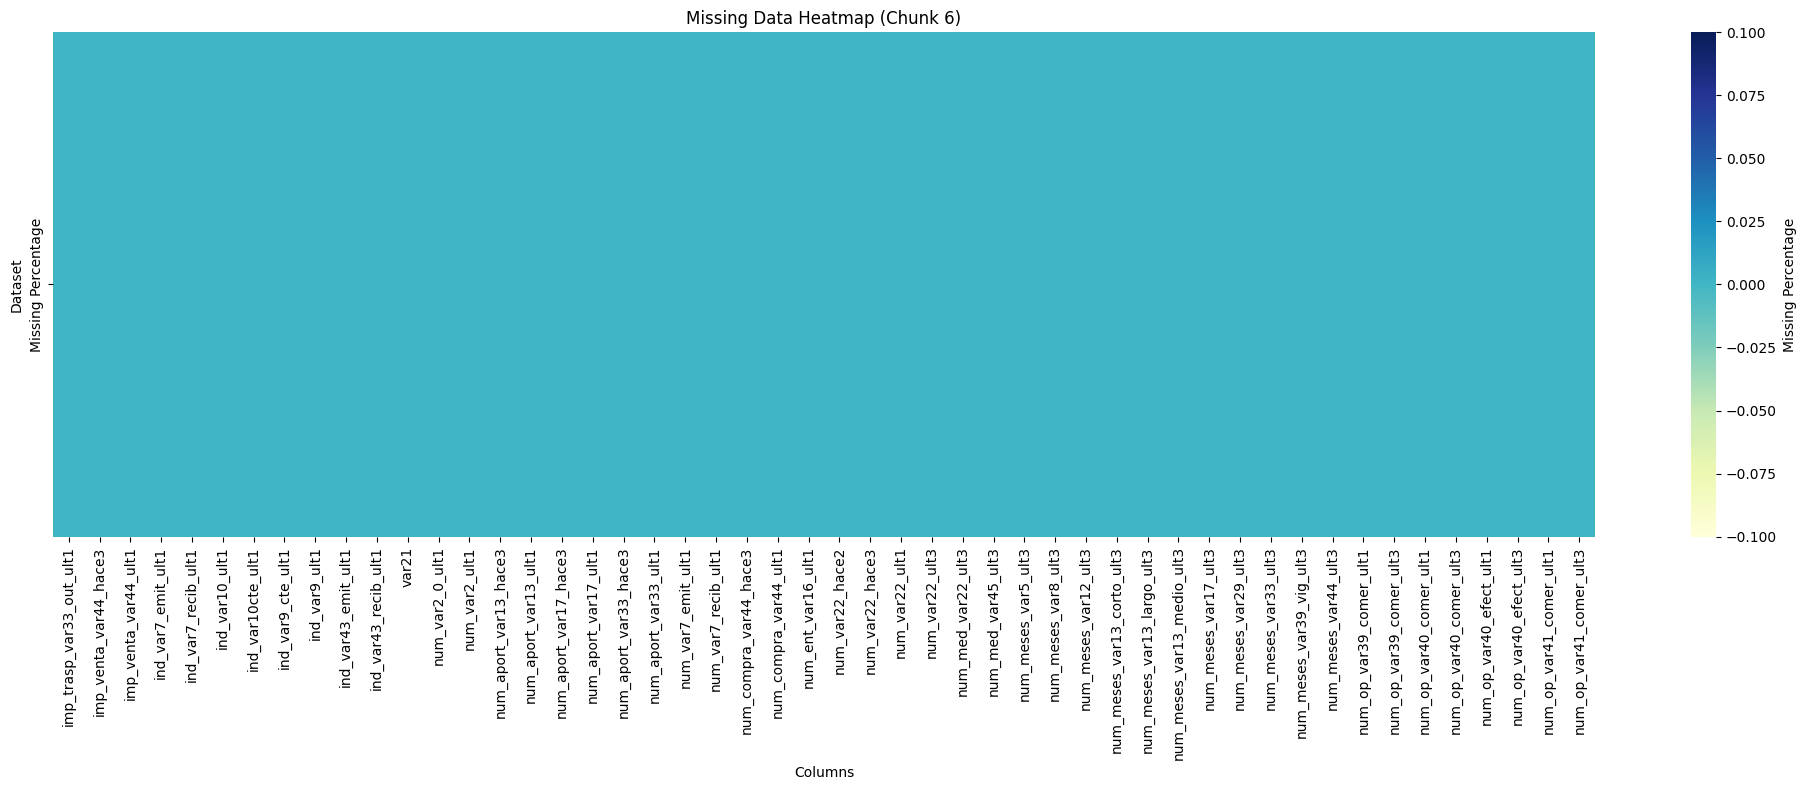 Missing Data Heatmap (Chunk 6)
Dataset
Missing Percentage
0.100
0.075
0.050
0.025
0.000
−0.025
−0.050
−0.075
−0.100
Missing Percentage
imp_trasp_var33_out_ult1
imp_venta_var44_hace3
imp_venta_var44_ult1
ind_var7_emit_ult1
ind_var7_recib_ult1
ind_var10_ult1
ind_var10cte_ult1
ind_var9_cte_ult1
ind_var9_ult1
ind_var43_emit_ult1
ind_var43_recib_ult1
var21
num_var2_0_ult1
num_var2_ult1
num_aport_var13_hace3
num_aport_var13_ult1
num_aport_var17_hace3
num_aport_var17_ult1
num_aport_var33_hace3
num_aport_var33_ult1
num_var7_emit_ult1
num_var7_recib_ult1
num_compra_var44_hace3
num_compra_var44_ult1
num_ent_var16_ult1
num_var22_hace2
num_var22_hace3
num_var22_ult1
num_var22_ult3
num_med_var22_ult3
num_med_var45_ult3
num_meses_var5_ult3
num_meses_var8_ult3
num_meses_var12_ult3
num_meses_var13_corto_ult3
num_meses_var13_largo_ult3
num_meses_var13_medio_ult3
num_meses_var17_ult3
num_meses_var29_ult3
num_meses_var33_ult3
num_meses_var39_vig_ult3
num_meses_var44_ult3
num_op_var39_comer_ult1
num_op_var39_comer_ult3
num_op_var40_comer_ult1
num_op_var40_comer_ult3
num_op_var40_efect_ult1
num_op_var40_efect_ult3
num_op_var41_comer_ult1
num_op_var41_comer_ult3
Columns